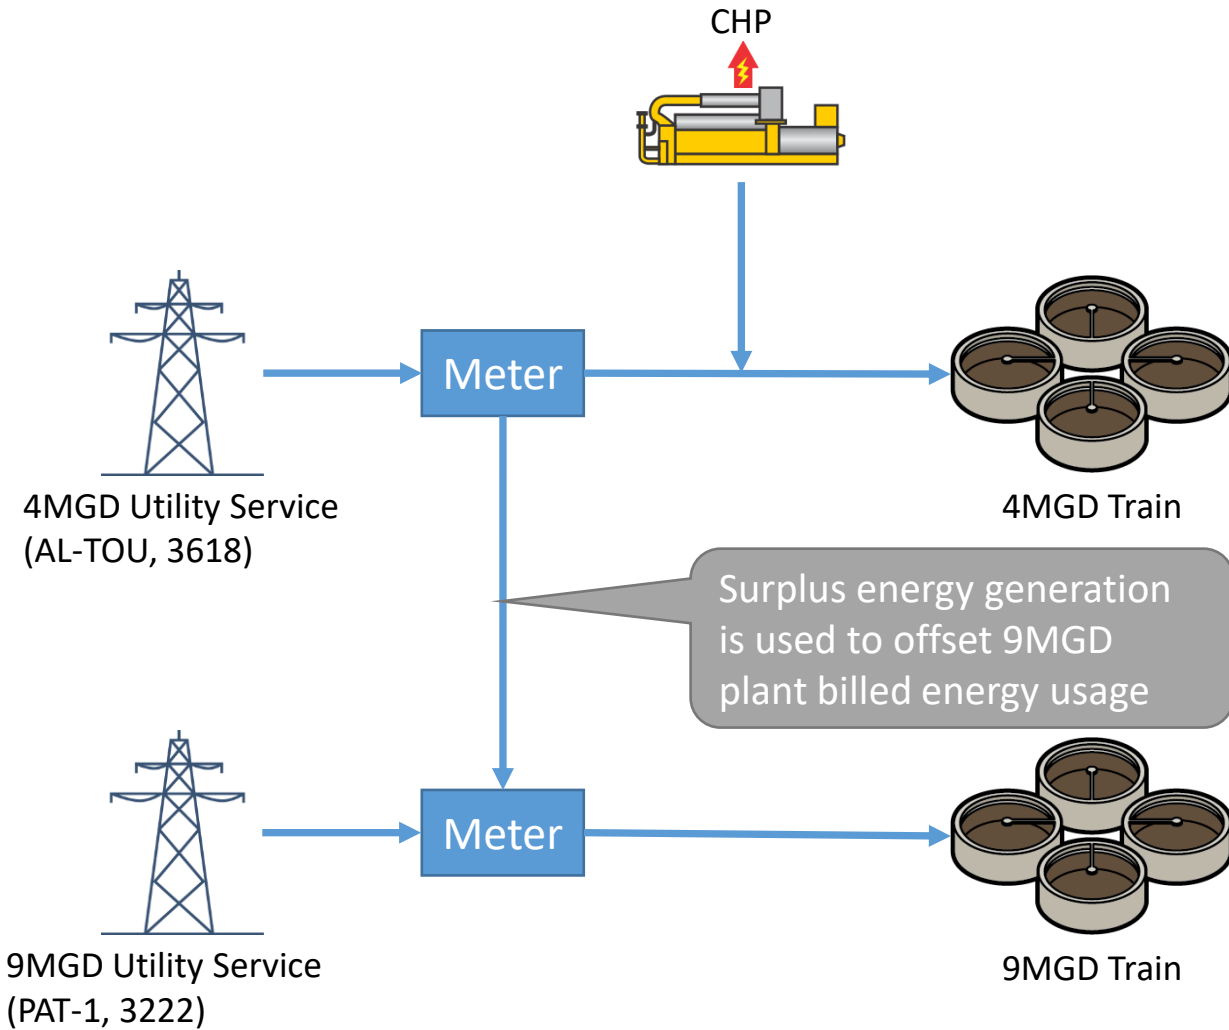 CHP
Meter
4MGD Utility Service
(AL-TOU, 3618)
4MGD Train
Surplus energy generation
is used to offset 9MGD
plant billed energy usage
Meter
9MGD Utility Service
(PAT-1, 3222)
9MGD Train